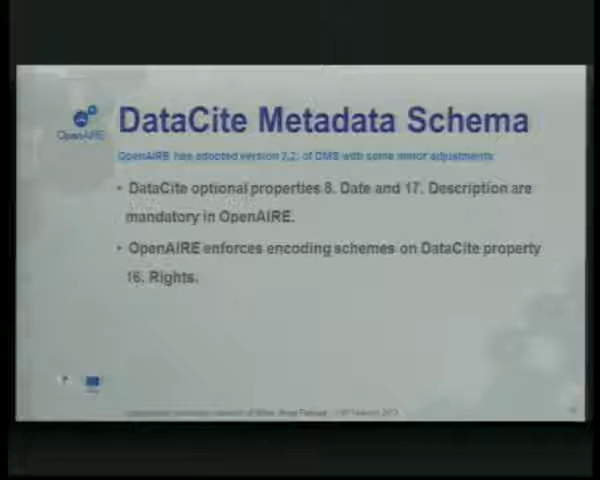 OpenAIRE
DataCite Metadata Schema
OpenAIRE has adopted version 2.2. of DMS with some minor adjustments
• DataCite optional properties 8. Date and 17. Description are
mandatory in OpenAIRE.
• OpenAIRE enforces encoding schemes on DataCite property
16. Rights.